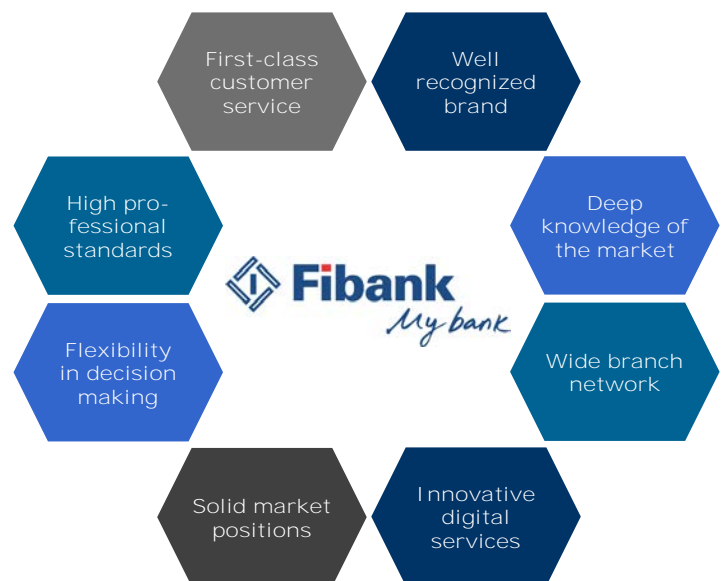 First-class
customer
service
Well
recognized
brand
High pro-
fessional
standards
Deep
knowledge of
the market
Fibank
My bank
Flexibility
in decision
making
Wide branch
network
Solid market
positions
Innovative
digital
services